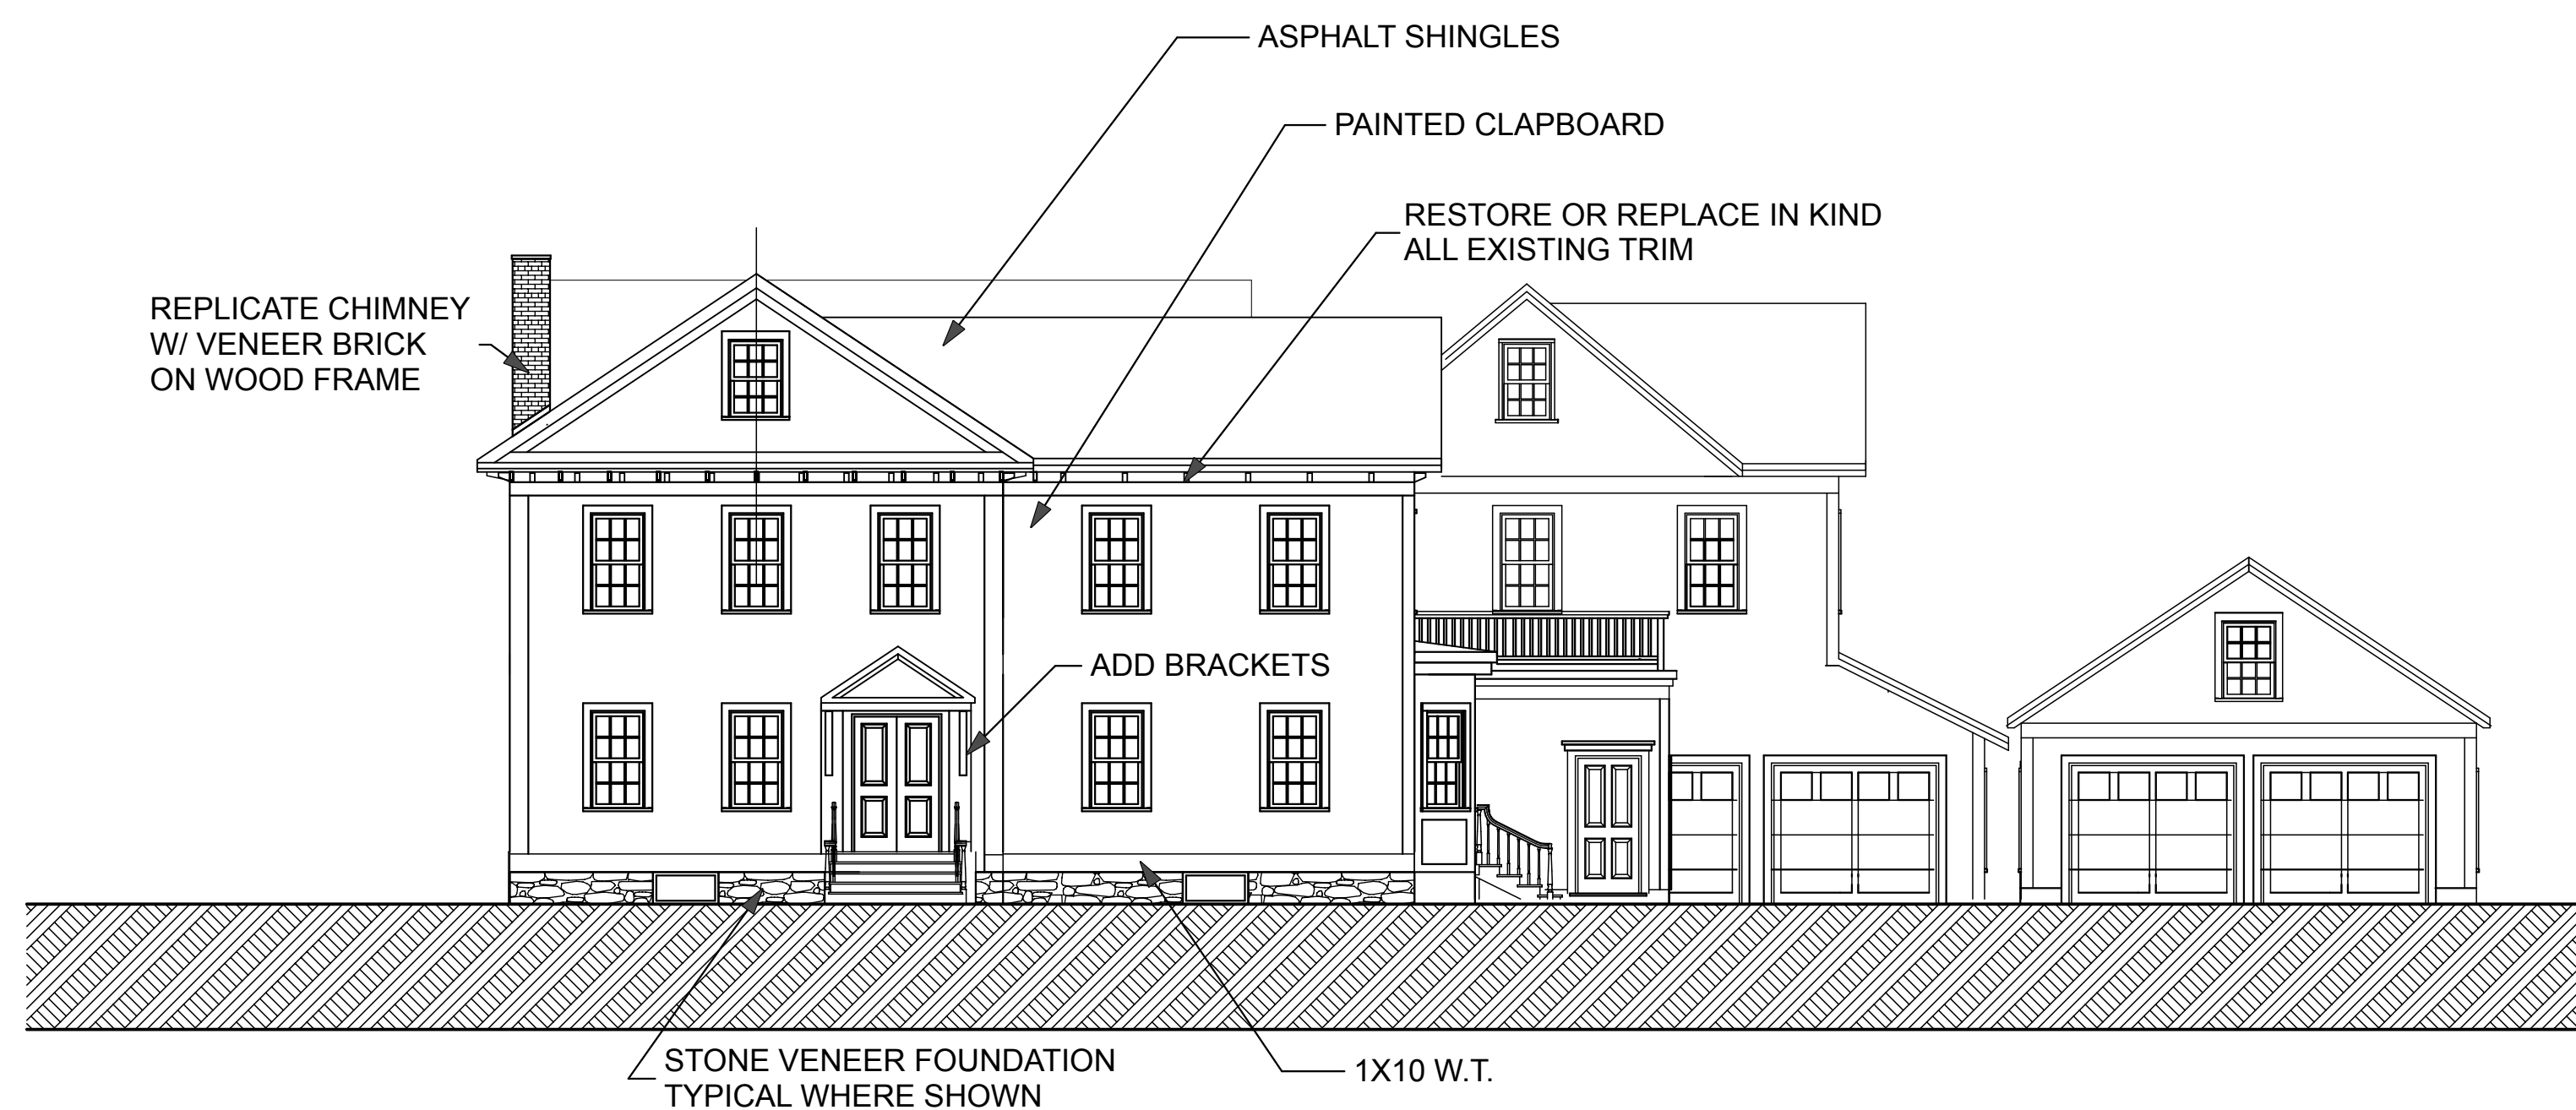 ASPHALT SHINGLES
PAINTED CLAPBOARD
RESTORE OR REPLACE IN KIND
ALL EXISTING TRIM
REPLICATE CHIMNEY
W/ VENEER BRICK
ON WOOD FRAME
ADD BRACKETS
STONE VENEER FOUNDATION
TYPICAL WHERE SHOWN
1X10 W.T.